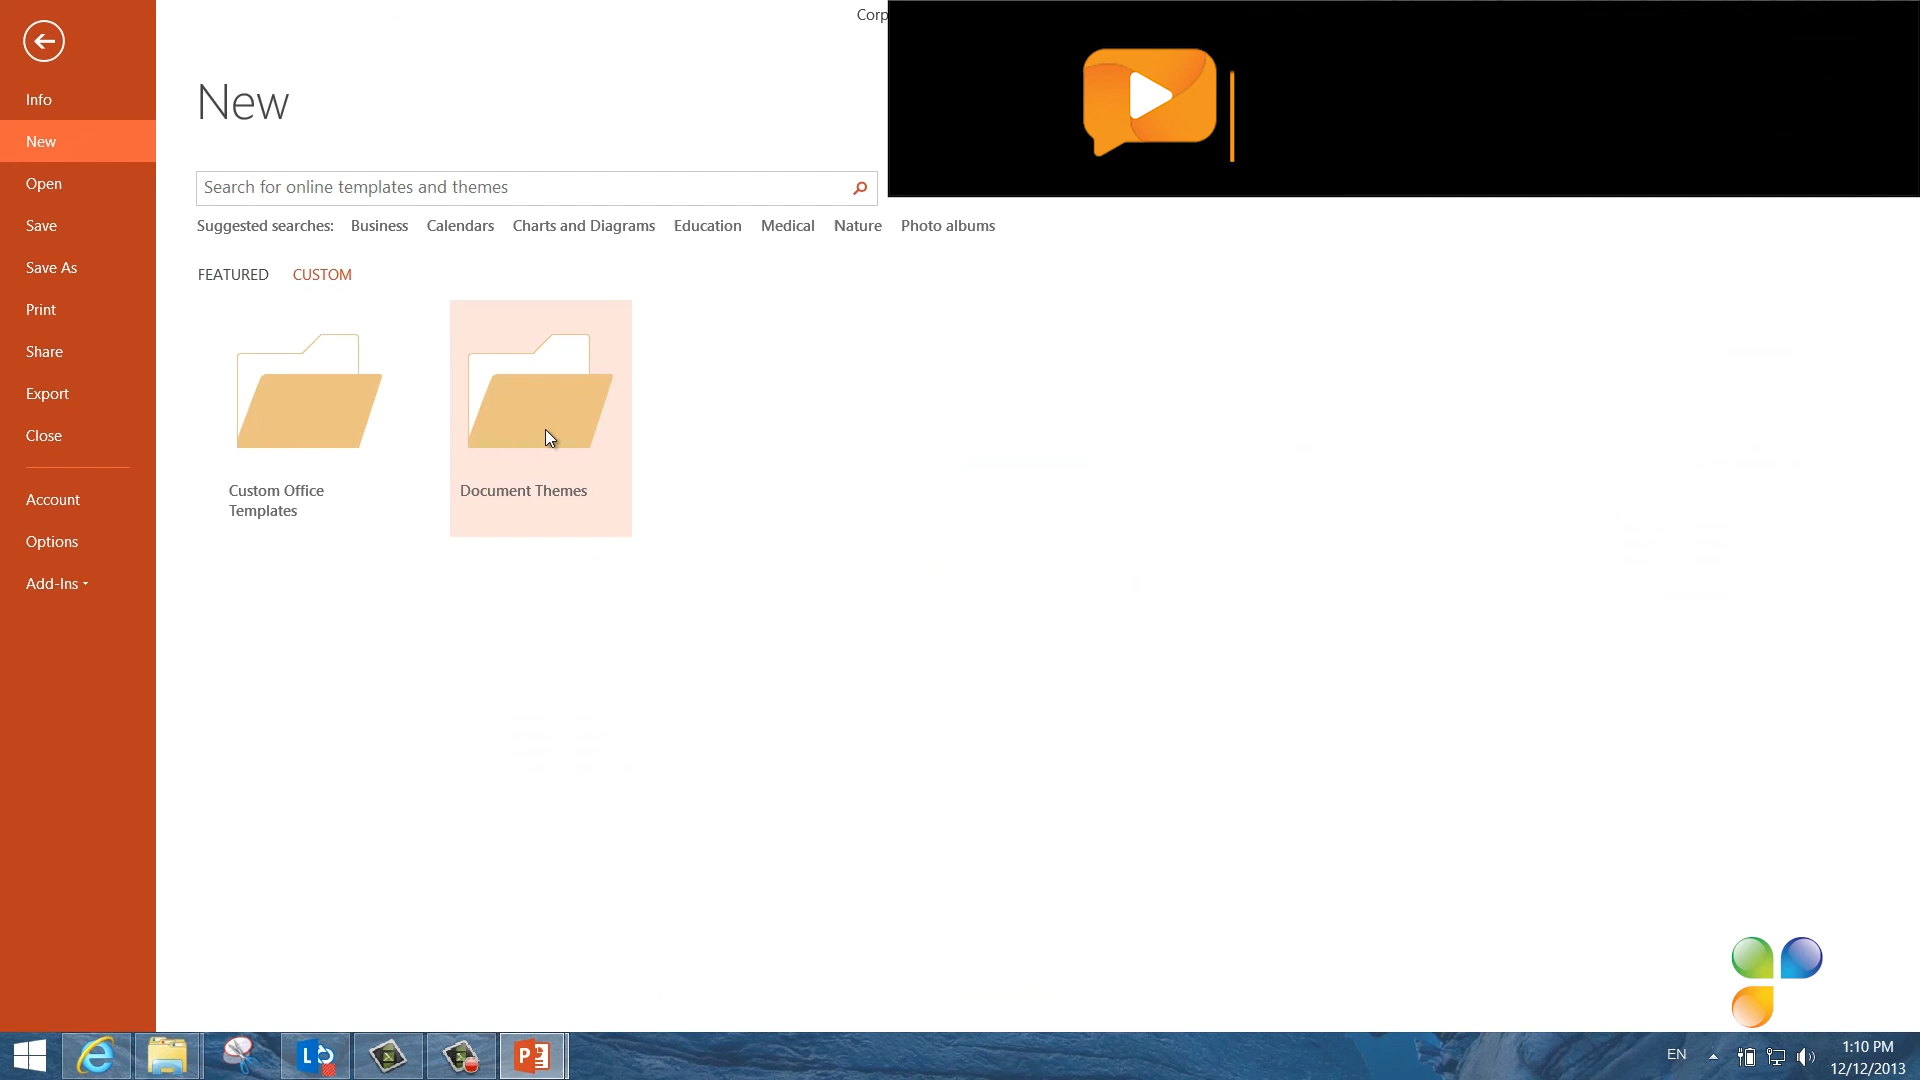 Corp
New
Info
New
Open
Save
Save As
Print
Share
Export
Close
Account
Options
Add-Ins
Search for online templates and themes
Suggested searches: Business Calendars Charts and Diagrams Education Medical Nature Photo albums
FEATURED CUSTOM
Custom Office
Templates
Document Themes
EN
1:10 PM
12/12/2013